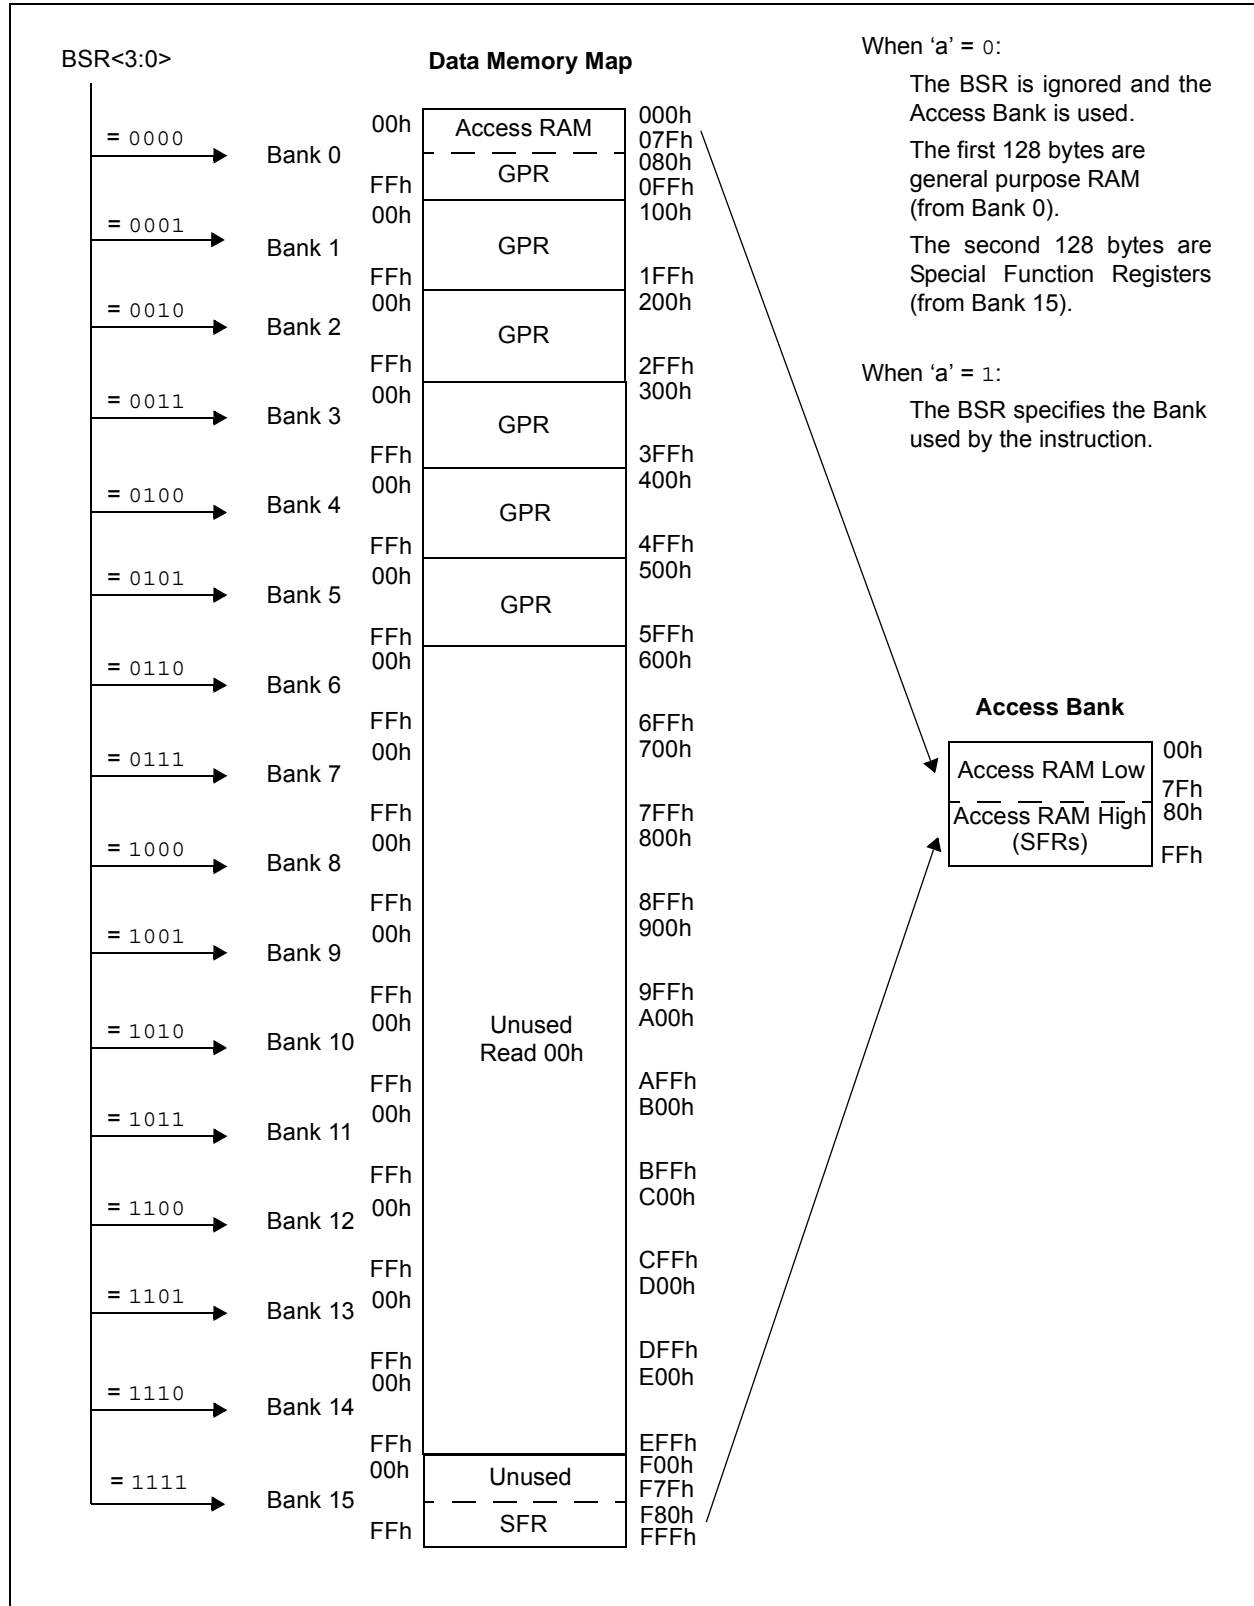 BSR<3:0>
Data Memory Map
When ‘a’ = 0:
The BSR is ignored and the
Access Bank is used.
The first 128 bytes are
general purpose RAM
(from Bank 0).
The second 128 bytes are
Special Function Registers
(from Bank 15).
When ‘a’ = 1:
The BSR specifies the Bank
used by the instruction.
= 0000
Bank 0
00h
Access RAM
000h
07Fh
GPR
080h
FFh
0FFh
= 0001
Bank 1
00h
100h
GPR
FFh
1FFh
= 0010
Bank 2
00h
200h
GPR
FFh
2FFh
= 0011
Bank 3
00h
300h
GPR
FFh
3FFh
= 0100
Bank 4
00h
400h
GPR
FFh
4FFh
= 0101
Bank 5
00h
500h
GPR
FFh
5FFh
= 0110
Bank 6
00h
600h
FFh
6FFh
= 0111
Bank 7
00h
700h
FFh
7FFh
= 1000
Bank 8
00h
800h
FFh
8FFh
= 1001
Bank 9
00h
900h
FFh
9FFh
= 1010
Bank 10
00h
A00h
Unused
Read 00h
FFh
AFFh
= 1011
Bank 11
00h
B00h
FFh
BFFh
= 1100
Bank 12
00h
C00h
FFh
CFFh
= 1101
Bank 13
00h
D00h
FFh
DFFh
= 1110
Bank 14
00h
E00h
FFh
EFFh
= 1111
Bank 15
00h
F00h
Unused
F7Fh
F80h
SFR
FFh
FFFh
Access Bank
Access RAM Low
00h
7Fh
Access RAM High
(SFRs)
80h
FFh